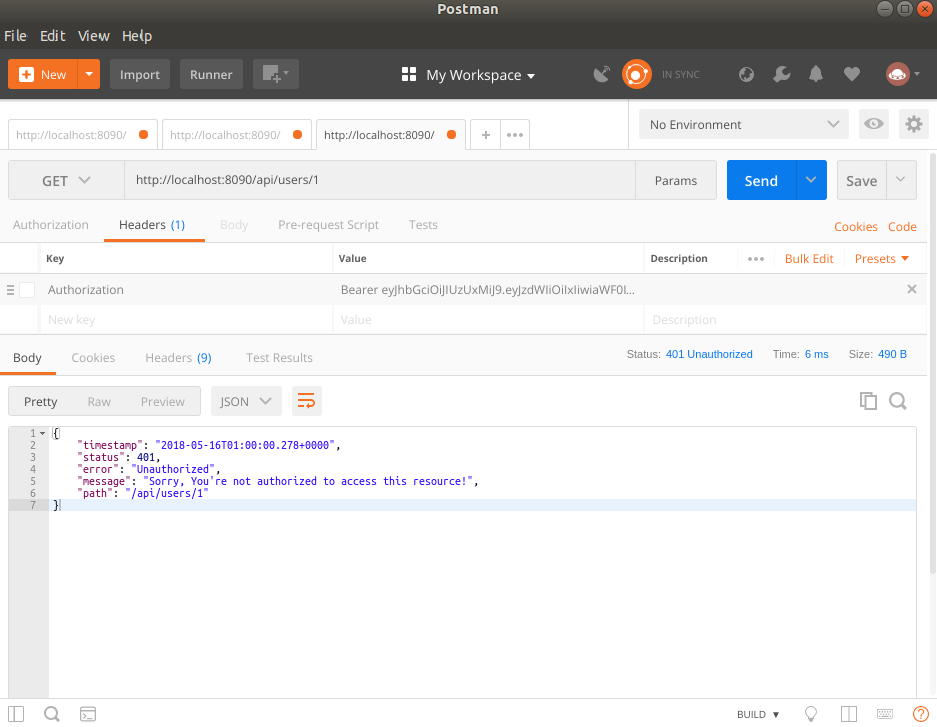 Postman
File Edit View Help
New Import Runner My Workspace IN SYNC
http://localhost:8090/ http://localhost:8090/ http://localhost:8090/ + ••• No Environment
GET http://localhost:8090/api/users/1 Params Send Save
Authorization Headers (1) Body Pre-request Script Tests Cookies Code
Key Value Description ••• Bulk Edit Presets
Authorization Bearer eyJhbGciOiJIUzUxMiJ9.eyJzdWIiOiIxIiwiaWF0I...
New key Value Description
Body Cookies Headers (9) Test Results Status: 401 Unauthorized Time: 6 ms Size: 490 B
Pretty Raw Preview JSON
1 {
2 "timestamp": "2018-05-16T01:00:00.278+0000",
3 "status": 401,
4 "error": "Unauthorized",
5 "message": "Sorry, You're not authorized to access this resource!",
6 "path": "/api/users/1"
7 }
BUILD